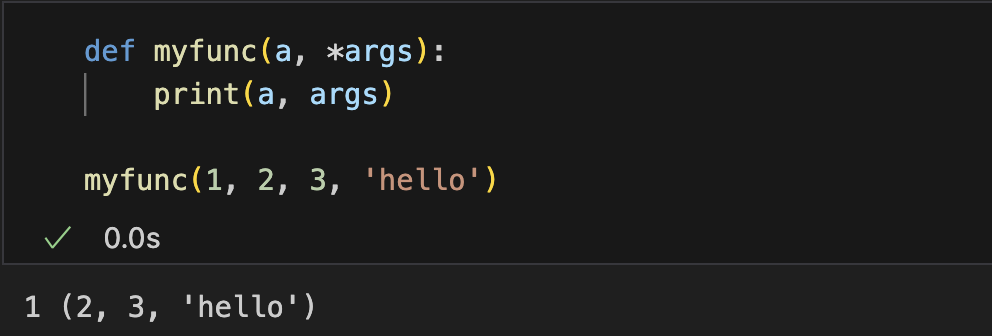 def myfunc(a, *args):
    print(a, args)
myfunc(1, 2, 3, 'hello')
0.0s
1 (2, 3, 'hello')